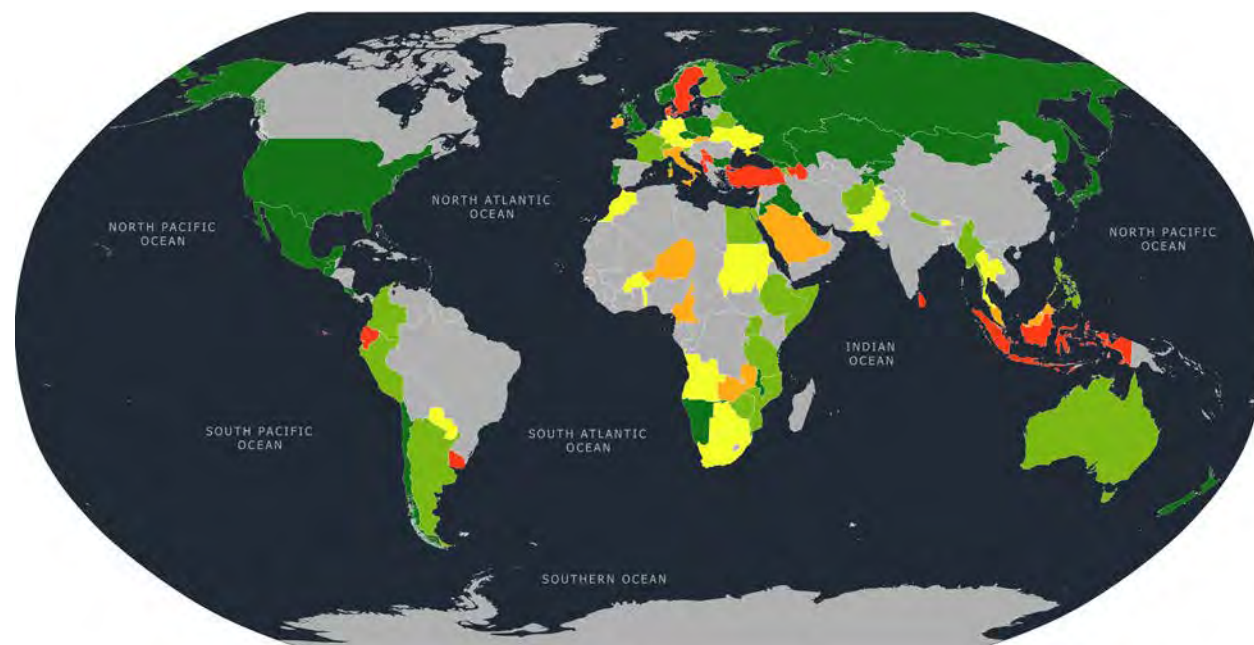 NORTH ATLANTIC
OCEAN
NORTH PACIFIC
OCEAN
NORTH PACIFIC
OCEAN
INDIAN
OCEAN
SOUTH PACIFIC
OCEAN
SOUTH ATLANTIC
OCEAN
SOUTHERN OCEAN